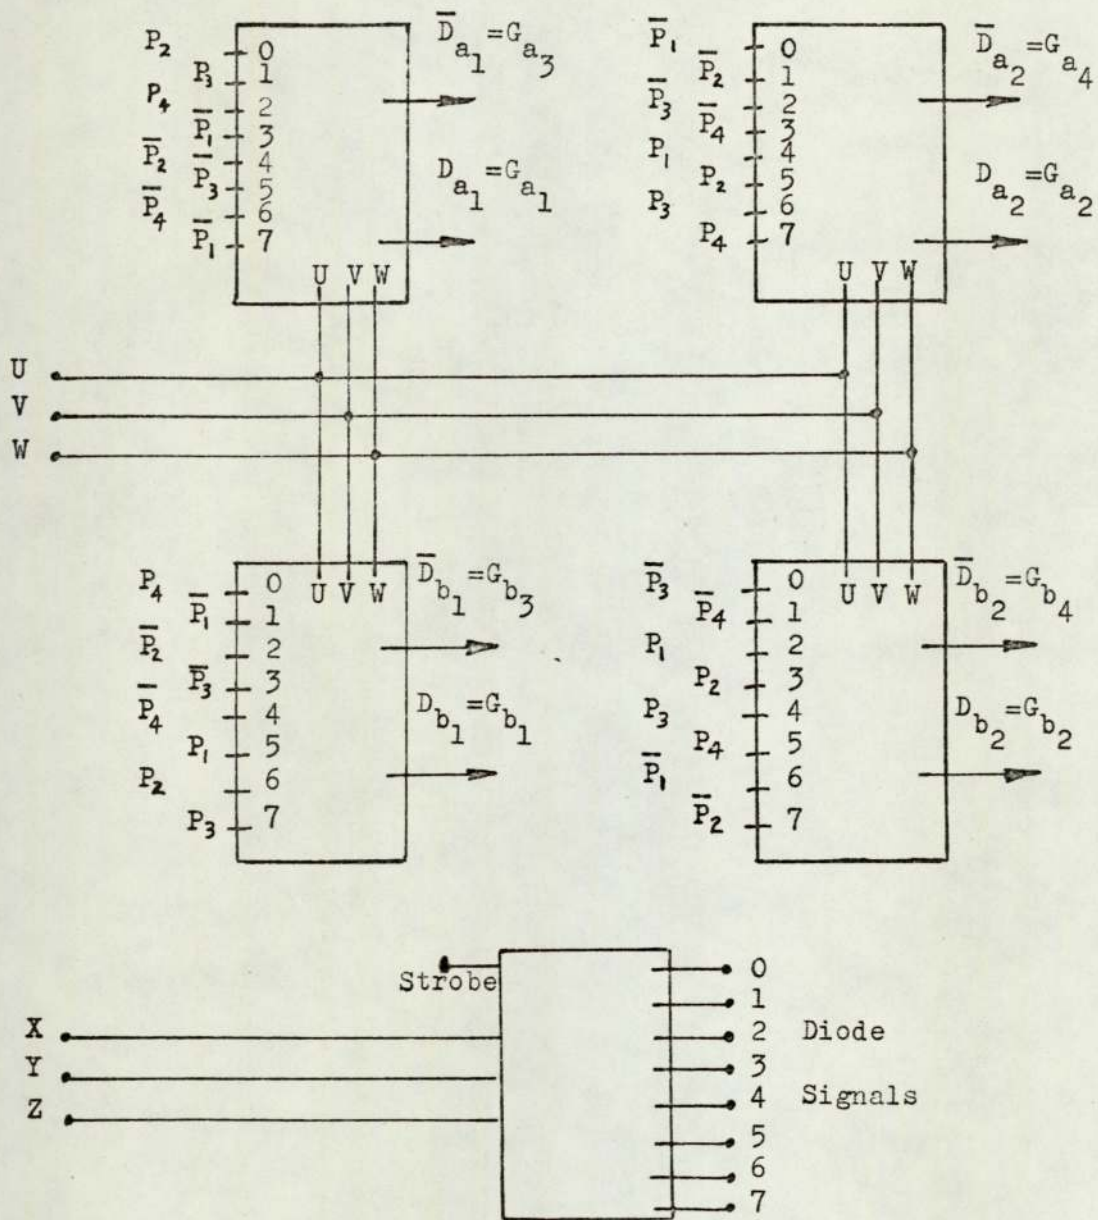 P₂ 0 D̅a₁=Ga₃
P₃ 1
P₄ 2
P̅₁ 3
P̅₂ 4 Da₁=Ga₁
P̅₃ 5
P̅₄ 6
P̅₁ 7
U V W
P̅₁ 0 D̅a₂=Ga₄
P̅₂ 1
P̅₃ 2
P̅₄ 3
P₁ 4 Da₂=Ga₂
P₂ 5
P₃ 6
P₄ 7
U V W
U
V
W
P₄ 0 U V W D̅b₁=Gb₃
P̅₁ 1
P̅₂ 2
P̅₃ 3
P̅₄ 4 Db₁=Gb₁
P₁ 5
P₂ 6
P₃ 7
P̅₃ 0 U V W D̅b₂=Gb₄
P̅₄ 1
P₁ 2
P₂ 3
P₃ 4 Db₂=Gb₂
P₄ 5
P̅₁ 6
P̅₂ 7
Strobe 0
1
X 2 Diode
Y 3
Z 4 Signals
5
6
7